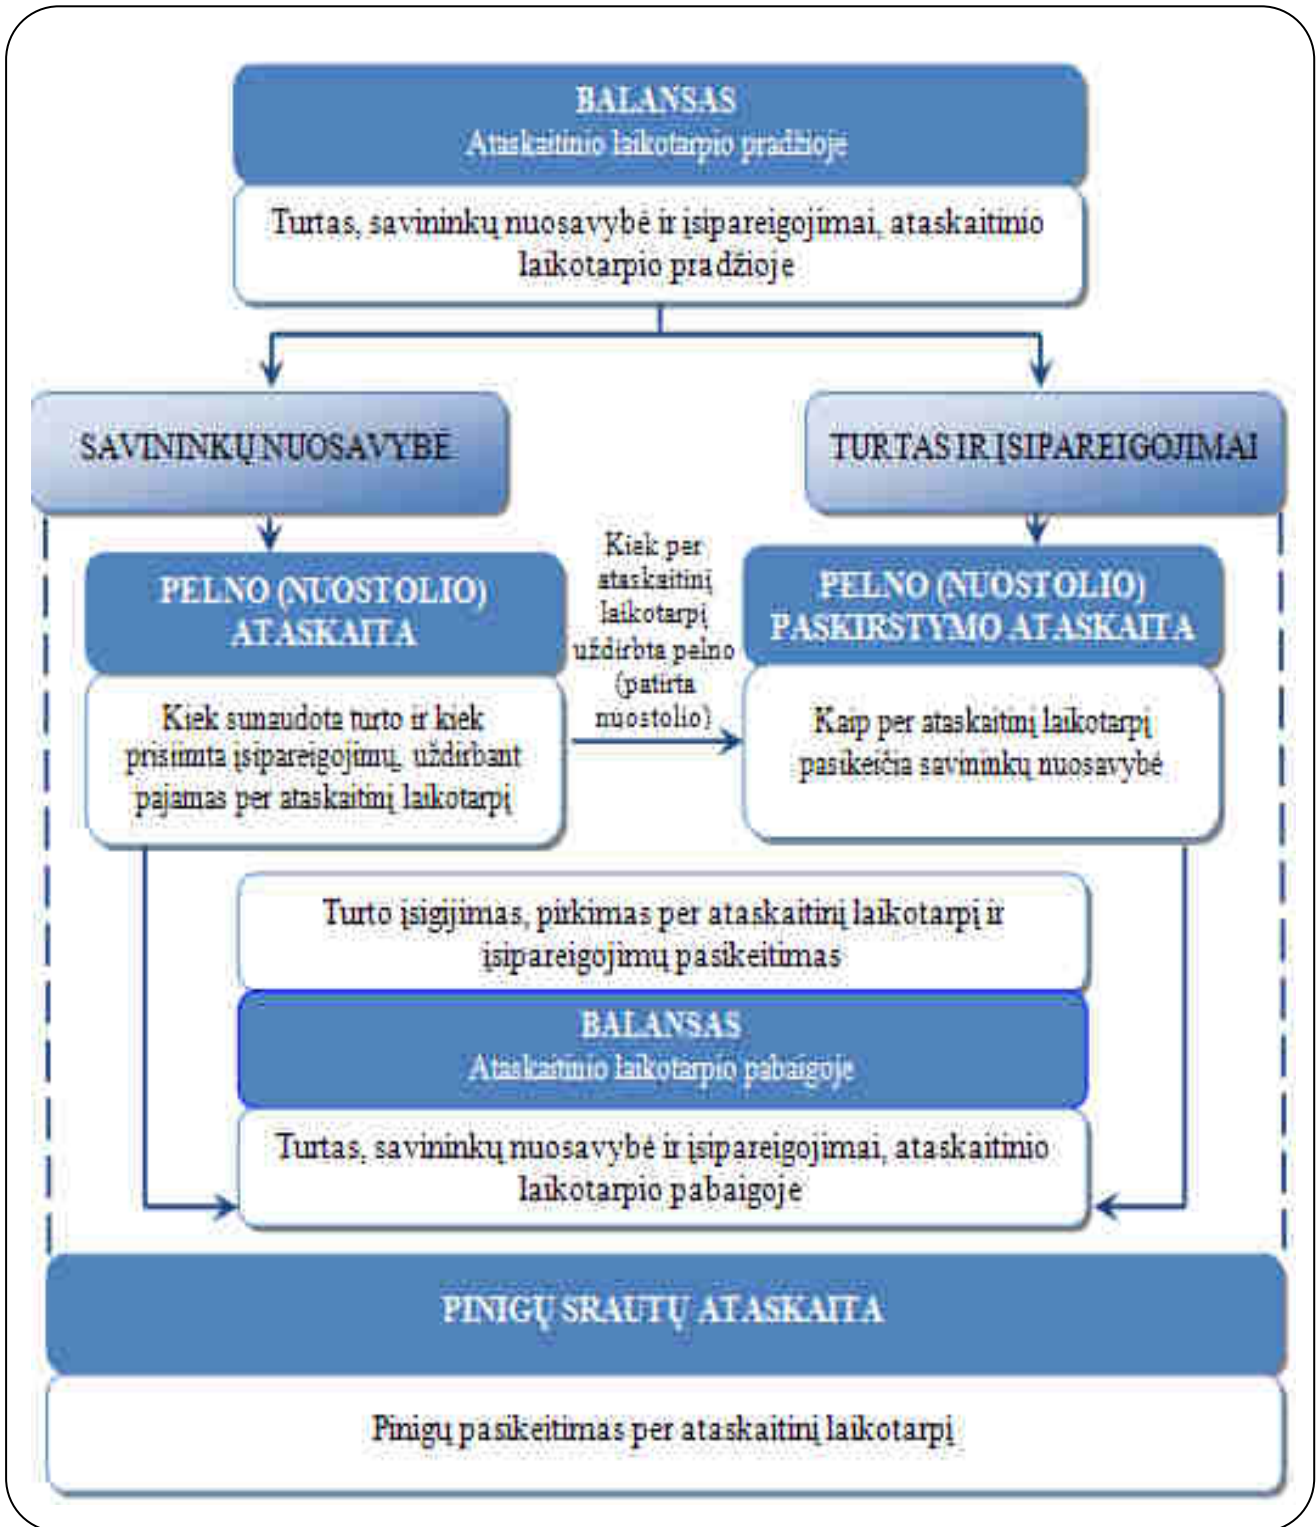 BALANSAS
Ataskaitinio laikotarpio pradžioje
Turtas, savininkų nuosavybė ir įsipareigojimai, ataskaitinio
laikotarpio pradžioje
SAVININKŲ NUOSAVYBĖ
TURTAS IR ĮSIPAREIGOJIMAI
PELNO (NUOSTOLIO)
ATASKAITA
Kiek sunaudota turto ir kiek
prisiimta įsipareigojimų, uždirbant
pajamas per ataskaitinį laikotarpį
Kiek per
ataskaitinį
laikotarpį
uždirbta pelno
(patirta
nuostolio)
PELNO (NUOSTOLIO)
PASKIRSTYMO ATASKAITA
Kaip per ataskaitinį laikotarpį
pasikeičia savininkų nuosavybė
Turto įsigijimas, pirkimas per ataskaitinį laikotarpį ir
įsipareigojimų pasikeitimas
BALANSAS
Ataskaitinio laikotarpio pabaigoje
Turtas, savininkų nuosavybė ir įsipareigojimai, ataskaitinio
laikotarpio pabaigoje
PINIGŲ SRAUTŲ ATASKAITA
Pinigų pasikeitimas per ataskaitinį laikotarpį